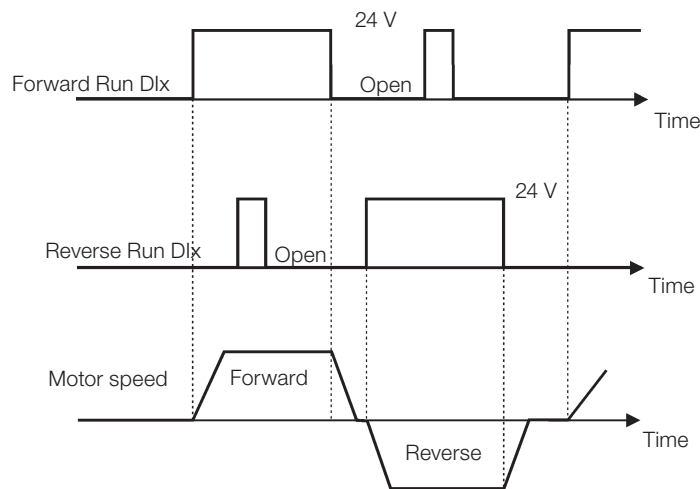 24 V
Forward Run DIx
Open
Time
24 V
Reverse Run DIx
Open
Time
Motor speed
Forward
Time
Reverse